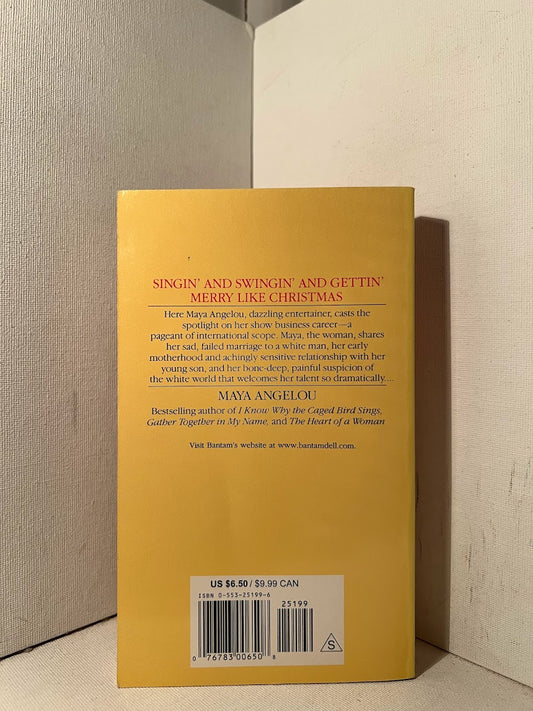 SINGIN' AND SWINGIN' AND GETTIN'
MERRY LIKE CHRISTMAS
Here Maya Angelou, dazzling entertainer, casts the
spotlight on her show business career—a
pageant of international scope. Maya, the woman, shares
her sad, failed marriage to a white man, her early
motherhood and achingly sensitive relationship with her
young son, and her bone-deep, painful suspicion of
the white world that welcomes her talent so dramatically....
MAYA ANGELOU
Bestselling author of I Know Why the Caged Bird Sings,
Gather Together in My Name, and The Heart of a Woman
Visit Bantam's website at www.bantamdell.com.
US $6.50 / $9.99 CAN
ISBN 0-553-25199-6
25199
0 76783 00650 8
S